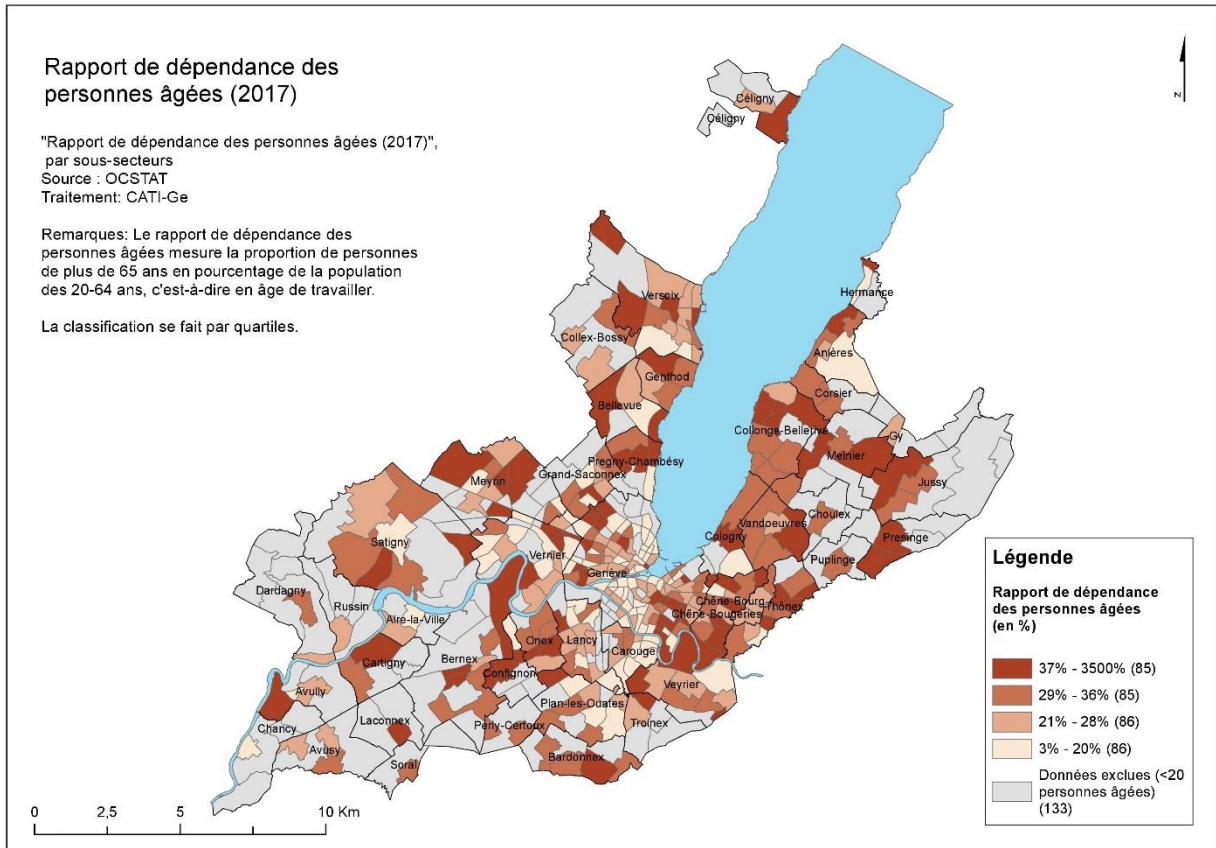 Rapport de dépendance des
personnes âgées (2017)
"Rapport de dépendance des personnes âgées (2017)",
par sous-secteurs
Source : OCSTAT
Traitement: CATI-Ge
Remarques: Le rapport de dépendance des
personnes âgées mesure la proportion de personnes
de plus de 65 ans en pourcentage de la population
des 20-64 ans, c'est-à-dire en âge de travailler.
La classification se fait par quartiles.
N
Céligny
Céligny
Hermance
Versoix
Collex-Bossy
Anières
Genthod
Corsier
Bellevue
Collonge-Bellerive
Gy
Meinier
Pregny-Chambésy
Grand-Saconnex
Meyrin
Jussy
Choulex
Vandoeuvres
Cologny
Presinge
Satigny
Vernier
Puplinge
Genève
Dardagny
Russin
Chêne-Bourg
Thônex
Chêne-Bougeries
Aire-la-Ville
Onex
Lancy
Carouge
Cartigny
Bernex
Confignon
Veyrier
Avully
Plan-les-Ouates
Chancy
Laconnex
Perly-Certoux
Troinex
Avusy
Soral
Bardonnex
Légende
Rapport de dépendance
des personnes âgées
(en %)
37% - 3500% (85)
29% - 36% (85)
21% - 28% (86)
3% - 20% (86)
Données exclues (<20
personnes âgées)
(133)
0 2,5 5 10 Km